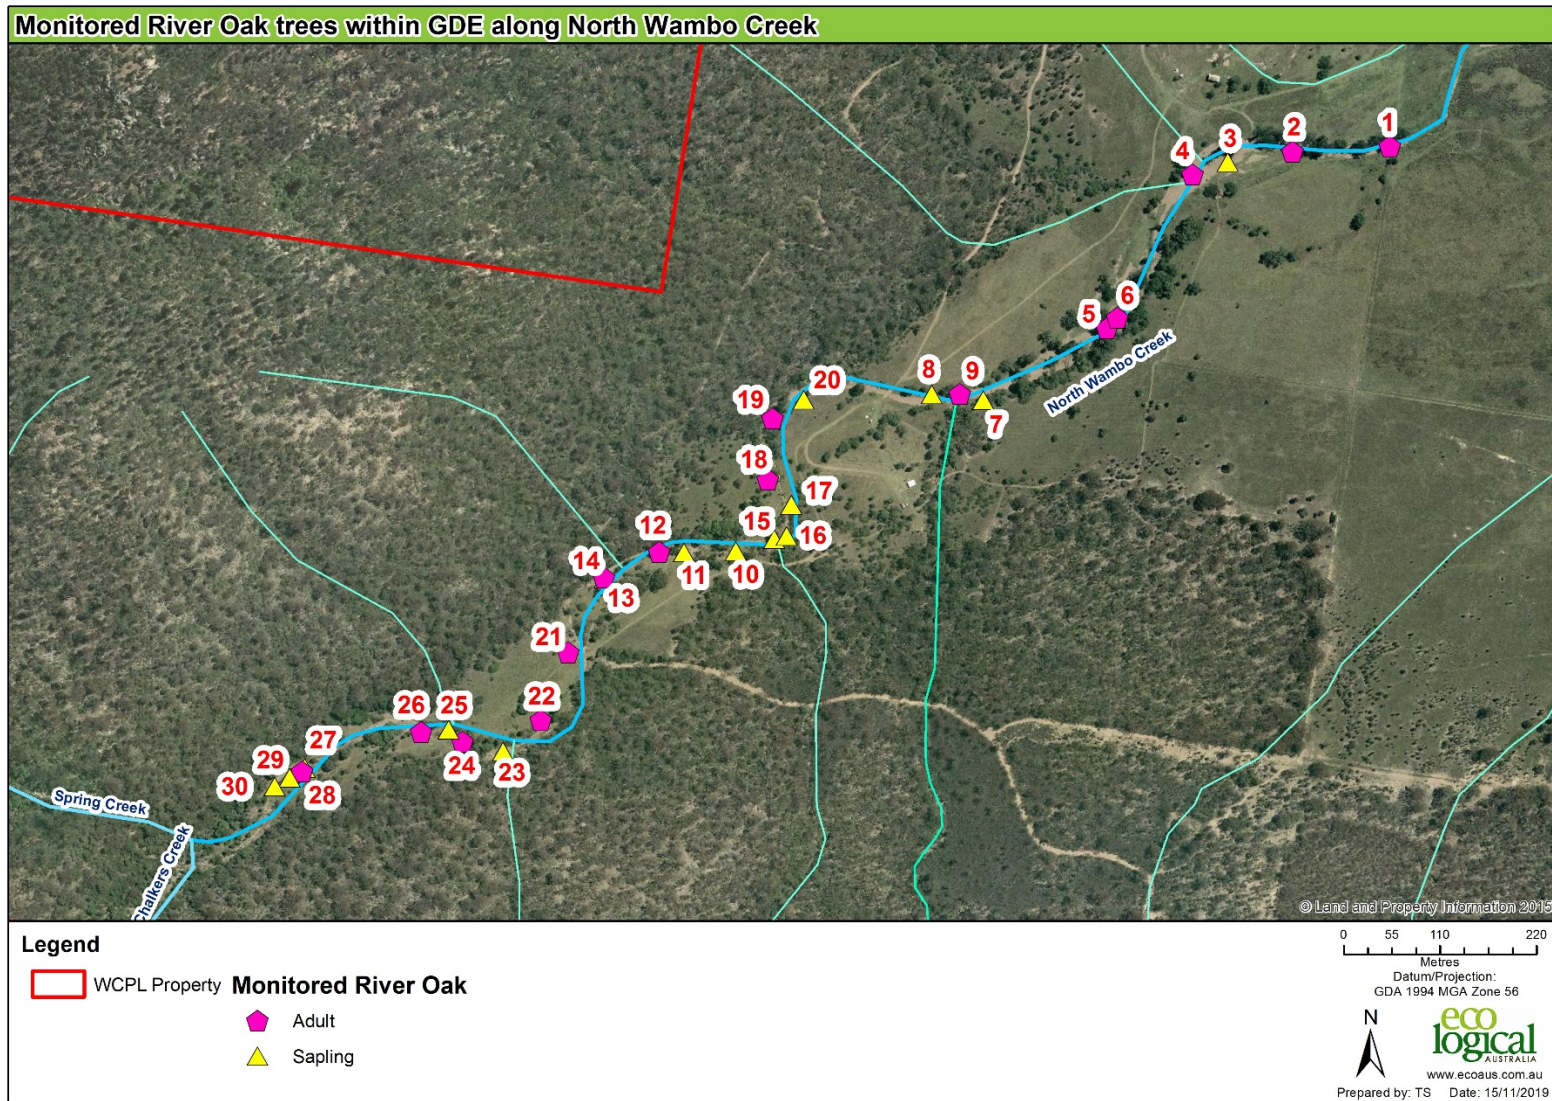 Monitored River Oak trees within GDE along North Wambo Creek
1
2
3
4
6
5
North Wambo Creek
8
9
20
7
19
18
17
15
16
12
11
10
14
13
21
22
26
25
27
24
23
29
30
28
Spring Creek
Chalkers Creek
© Land and Property Information 2015
Legend
WCPL Property
Monitored River Oak
Adult
Sapling
0 55 110 220
Metres
Datum/Projection:
GDA 1994 MGA Zone 56
N
eco
logical
AUSTRALIA
www.ecoaus.com.au
Prepared by: TS Date: 15/11/2019